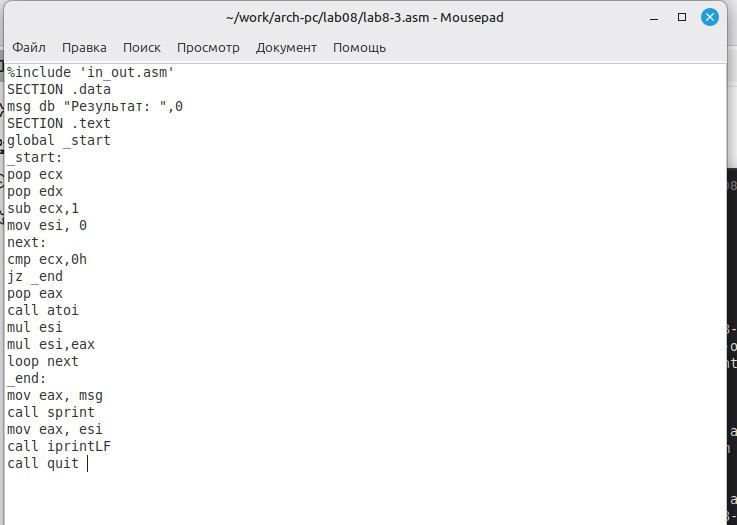 ~/work/arch-pc/lab08/lab8-3.asm - Mousepad
Файл Правка Поиск Просмотр Документ Помощь
%include 'in_out.asm'
SECTION .data
msg db "Результат: ",0
SECTION .text
global _start
_start:
pop ecx
pop edx
sub ecx,1
mov esi, 0
next:
cmp ecx,0h
jz _end
pop eax
call atoi
mul esi
mul esi,eax
loop next
_end:
mov eax, msg
call sprint
mov eax, esi
call iprintLF
call quit